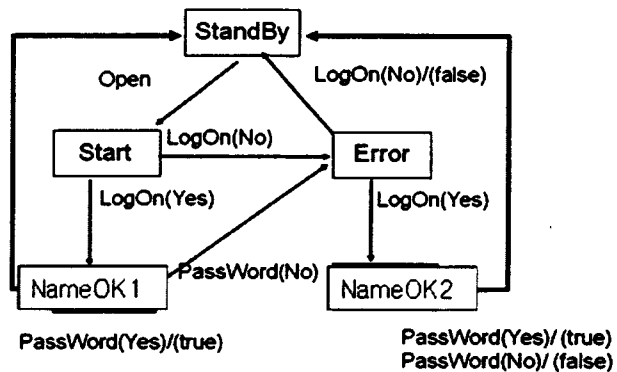 StandBy
Open
LogOn(No)/(false)
Start
LogOn(No)
Error
LogOn(Yes)
LogOn(Yes)
NameOK1
PassWord(No)
NameOK2
PassWord(Yes)/(true)
PassWord(Yes)/ (true)
PassWord(No)/ (false)